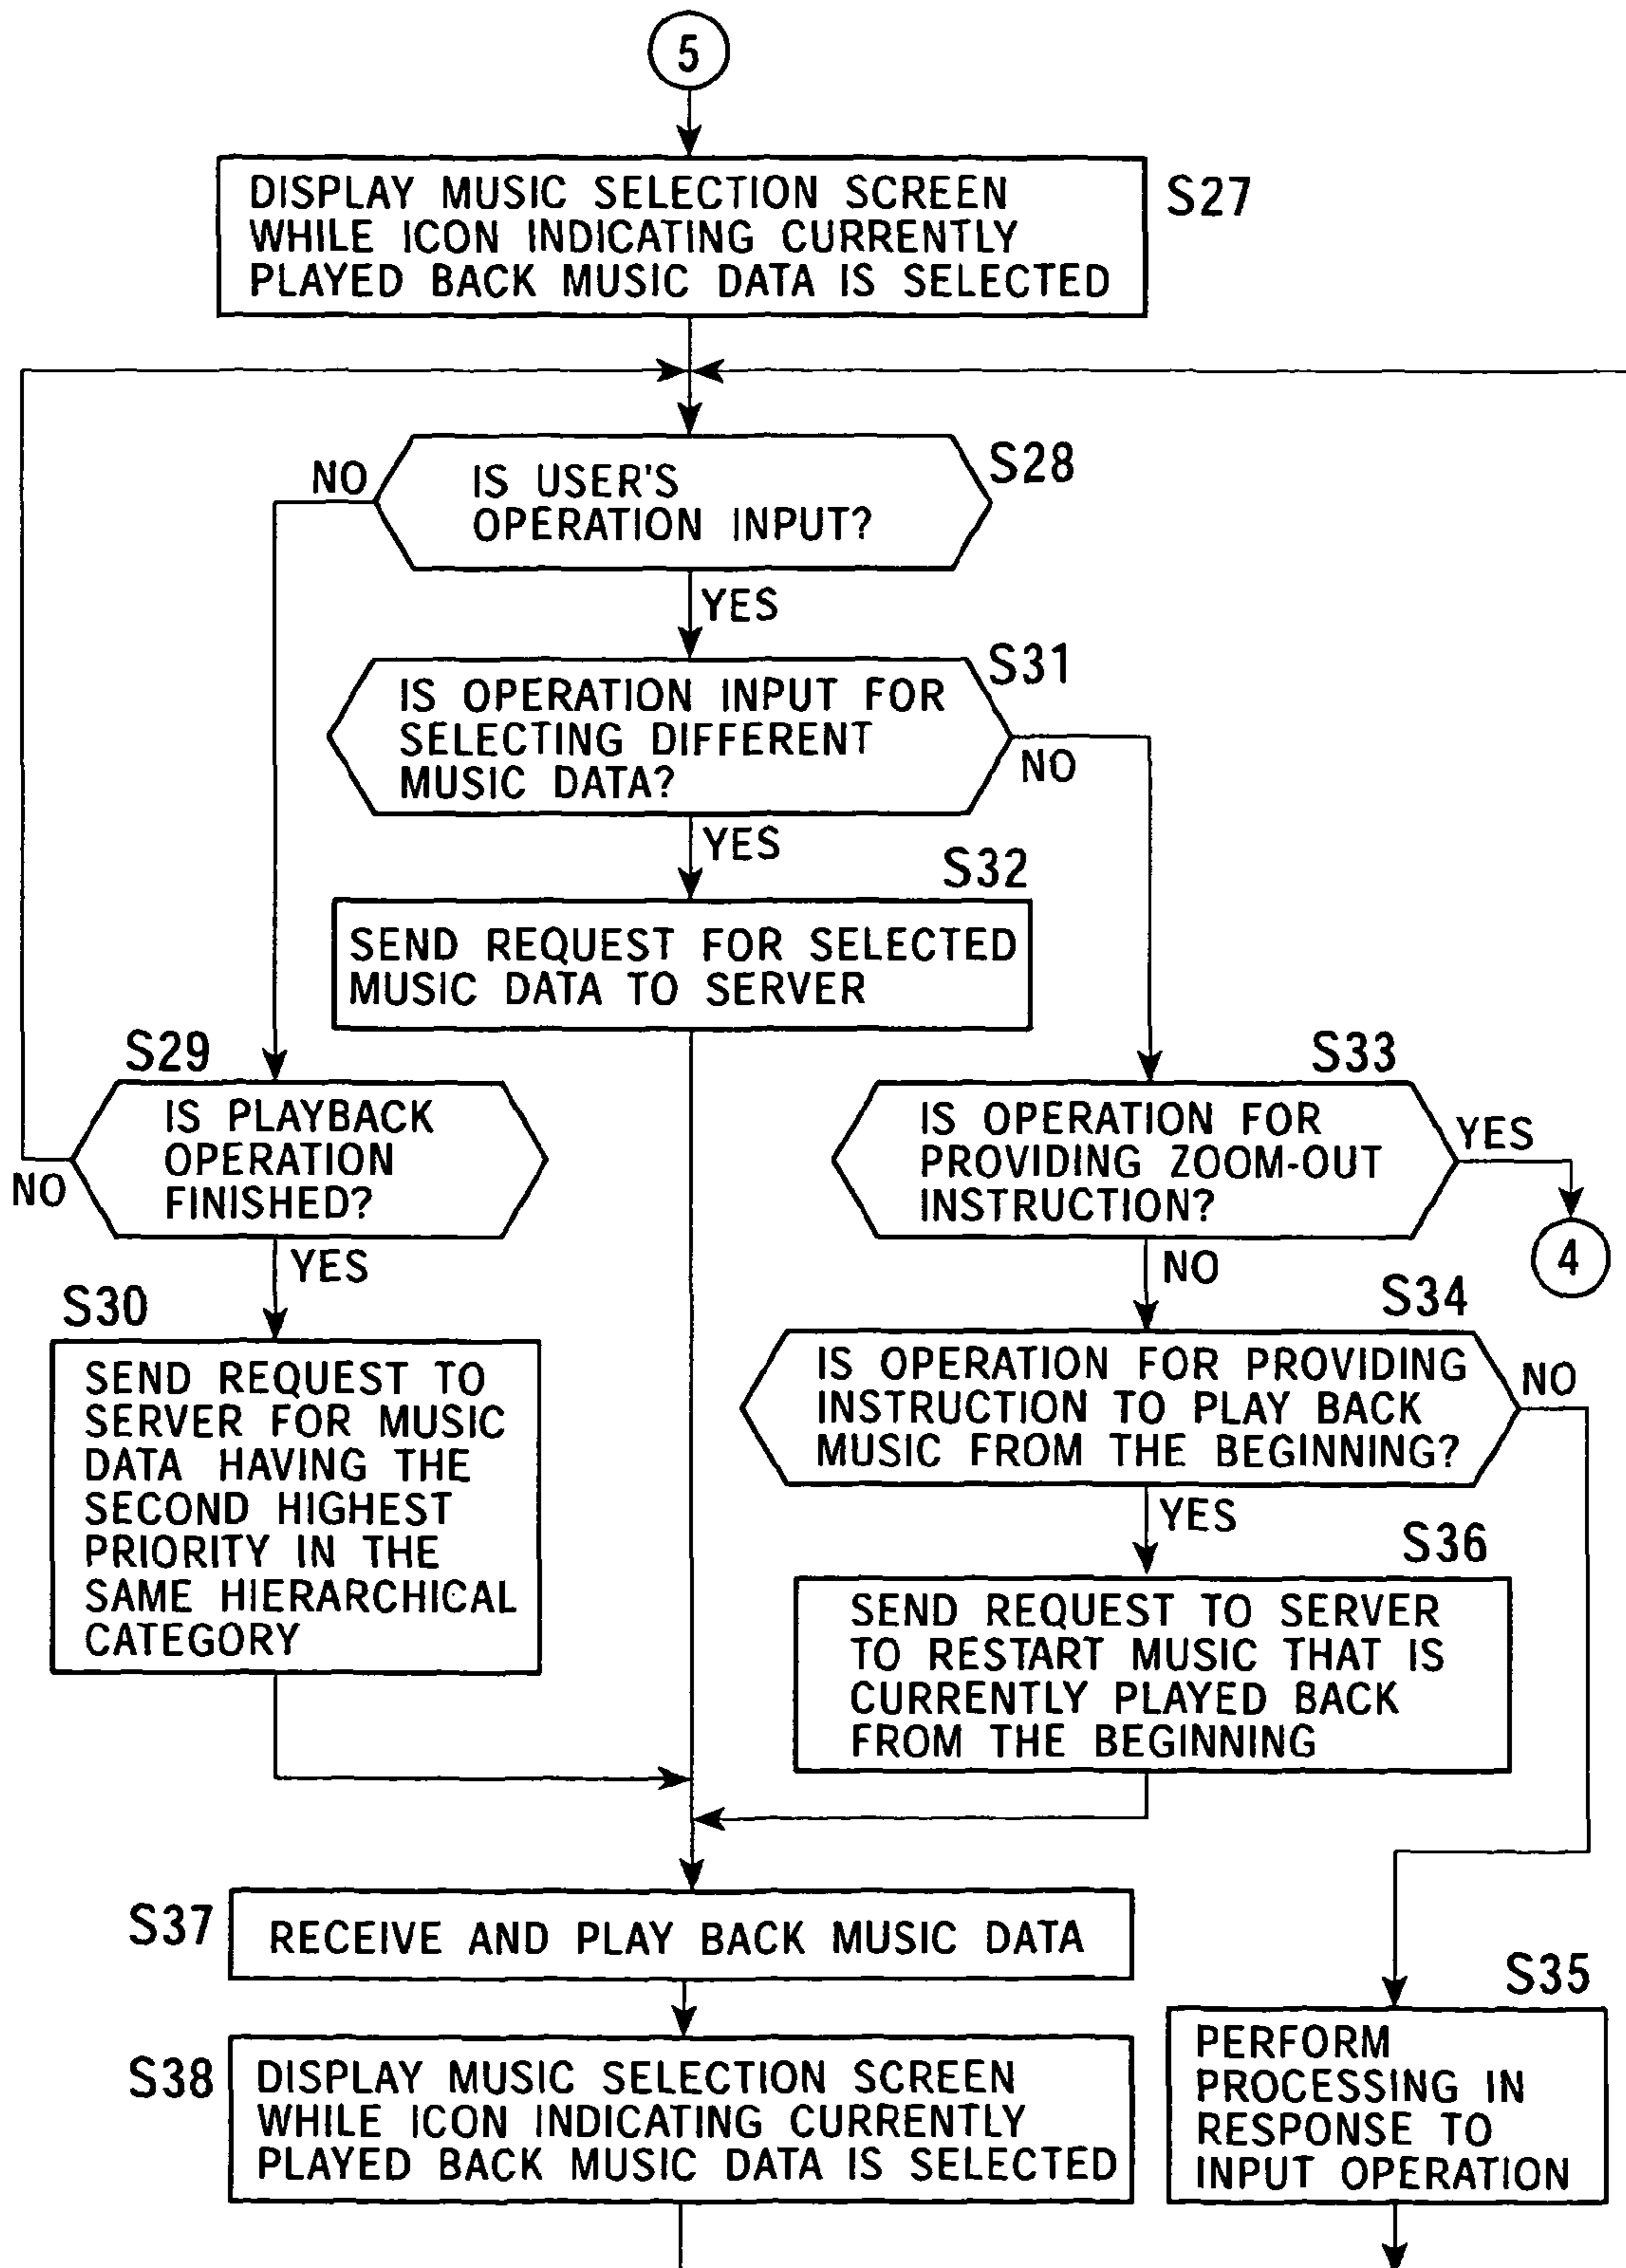 5
DISPLAY MUSIC SELECTION SCREEN
WHILE ICON INDICATING CURRENTLY
PLAYED BACK MUSIC DATA IS SELECTED
S27
NO
IS USER'S
OPERATION INPUT?
S28
YES
IS OPERATION INPUT FOR
SELECTING DIFFERENT
MUSIC DATA?
S31
NO
YES
S32
SEND REQUEST FOR SELECTED
MUSIC DATA TO SERVER
S29
IS PLAYBACK
OPERATION
FINISHED?
NO
YES
S33
IS OPERATION FOR
PROVIDING ZOOM-OUT
INSTRUCTION?
YES
4
NO
S30
SEND REQUEST TO
SERVER FOR MUSIC
DATA HAVING THE
SECOND HIGHEST
PRIORITY IN THE
SAME HIERARCHICAL
CATEGORY
S34
IS OPERATION FOR PROVIDING
INSTRUCTION TO PLAY BACK
MUSIC FROM THE BEGINNING?
NO
YES
S36
SEND REQUEST TO SERVER
TO RESTART MUSIC THAT IS
CURRENTLY PLAYED BACK
FROM THE BEGINNING
S37
RECEIVE AND PLAY BACK MUSIC DATA
S35
PERFORM
PROCESSING IN
RESPONSE TO
INPUT OPERATION
S38
DISPLAY MUSIC SELECTION SCREEN
WHILE ICON INDICATING CURRENTLY
PLAYED BACK MUSIC DATA IS SELECTED